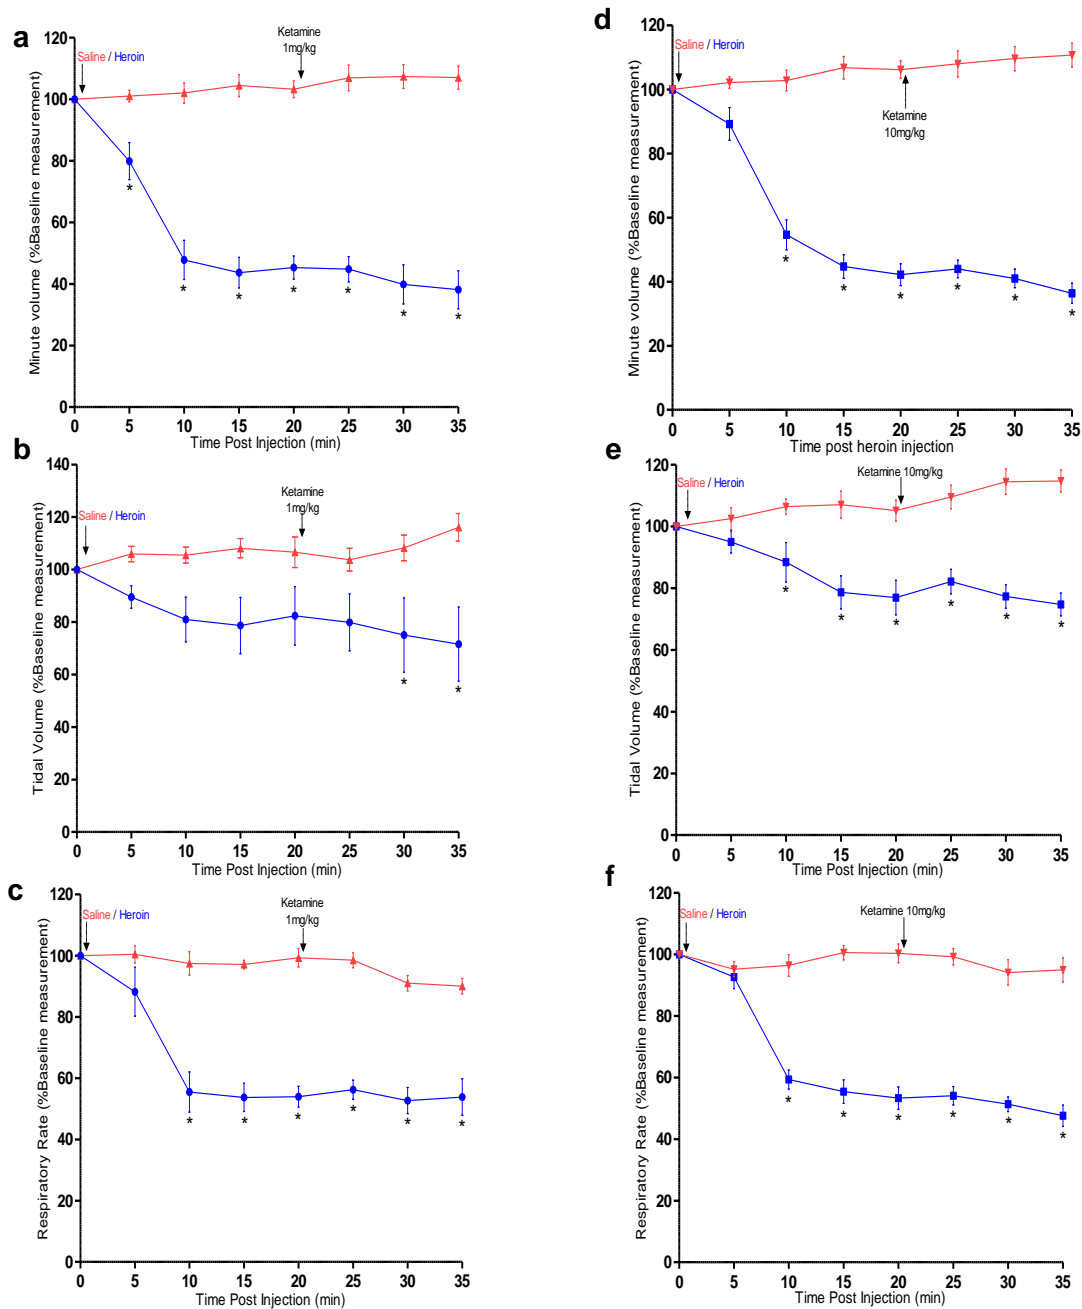 a
Minute volume (%Baseline measurement)
120
100
80
60
40
20
0
Saline / Heroin
Ketamine
1mg/kg
*
*
*
*
*
*
*
0 5 10 15 20 25 30 35
Time Post Injection (min)
d
Minute volume (%Baseline measurement)
120
100
80
60
40
20
0
Saline / Heroin
Ketamine
10mg/kg
*
*
*
*
*
*
0 5 10 15 20 25 30 35
Time post heroin injection
b
Tidal Volume (%Baseline measurement)
140
120
100
80
60
40
20
0
Saline / Heroin
Ketamine
1mg/kg
*
*
0 5 10 15 20 25 30 35
Time Post Injection (min)
e
Tidal Volume (%Baseline measurement)
120
100
80
60
40
20
0
Saline / Heroin
Ketamine 10mg/kg
*
*
*
*
*
*
0 5 10 15 20 25 30 35
Time Post Injection (min)
c
Respiratory Rate (%Baseline measurement)
120
100
80
60
40
20
0
Saline / Heroin
Ketamine
1mg/kg
*
*
*
*
*
*
0 5 10 15 20 25 30 35
Time Post Injection (min)
f
Respiratory Rate (%Baseline measurement)
120
100
80
60
40
20
0
Saline / Heroin
Ketamine 10mg/kg
*
*
*
*
*
*
0 5 10 15 20 25 30 35
Time Post Injection (min)